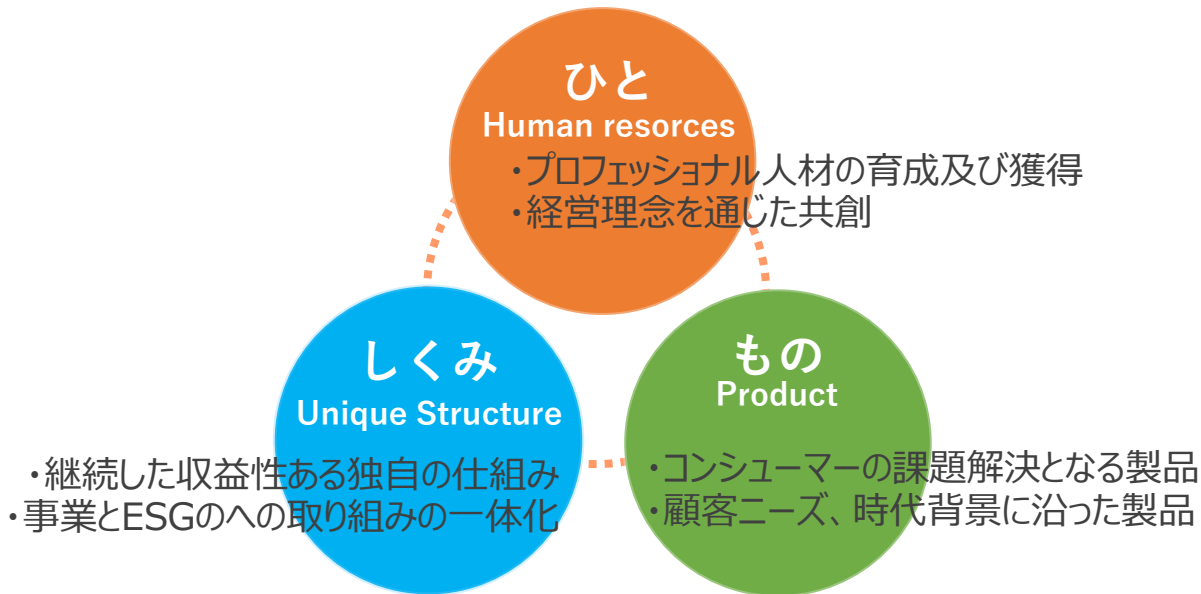 ひと
Human resorces
・プロフェッショナル人材の育成及び獲得
・経営理念を通じた共創
しくみ
Unique Structure
・継続した収益性ある独自の仕組み
・事業とESGのへの取り組みの一体化
もの
Product
・コンシューマーの課題解決となる製品
・顧客ニーズ、時代背景に沿った製品